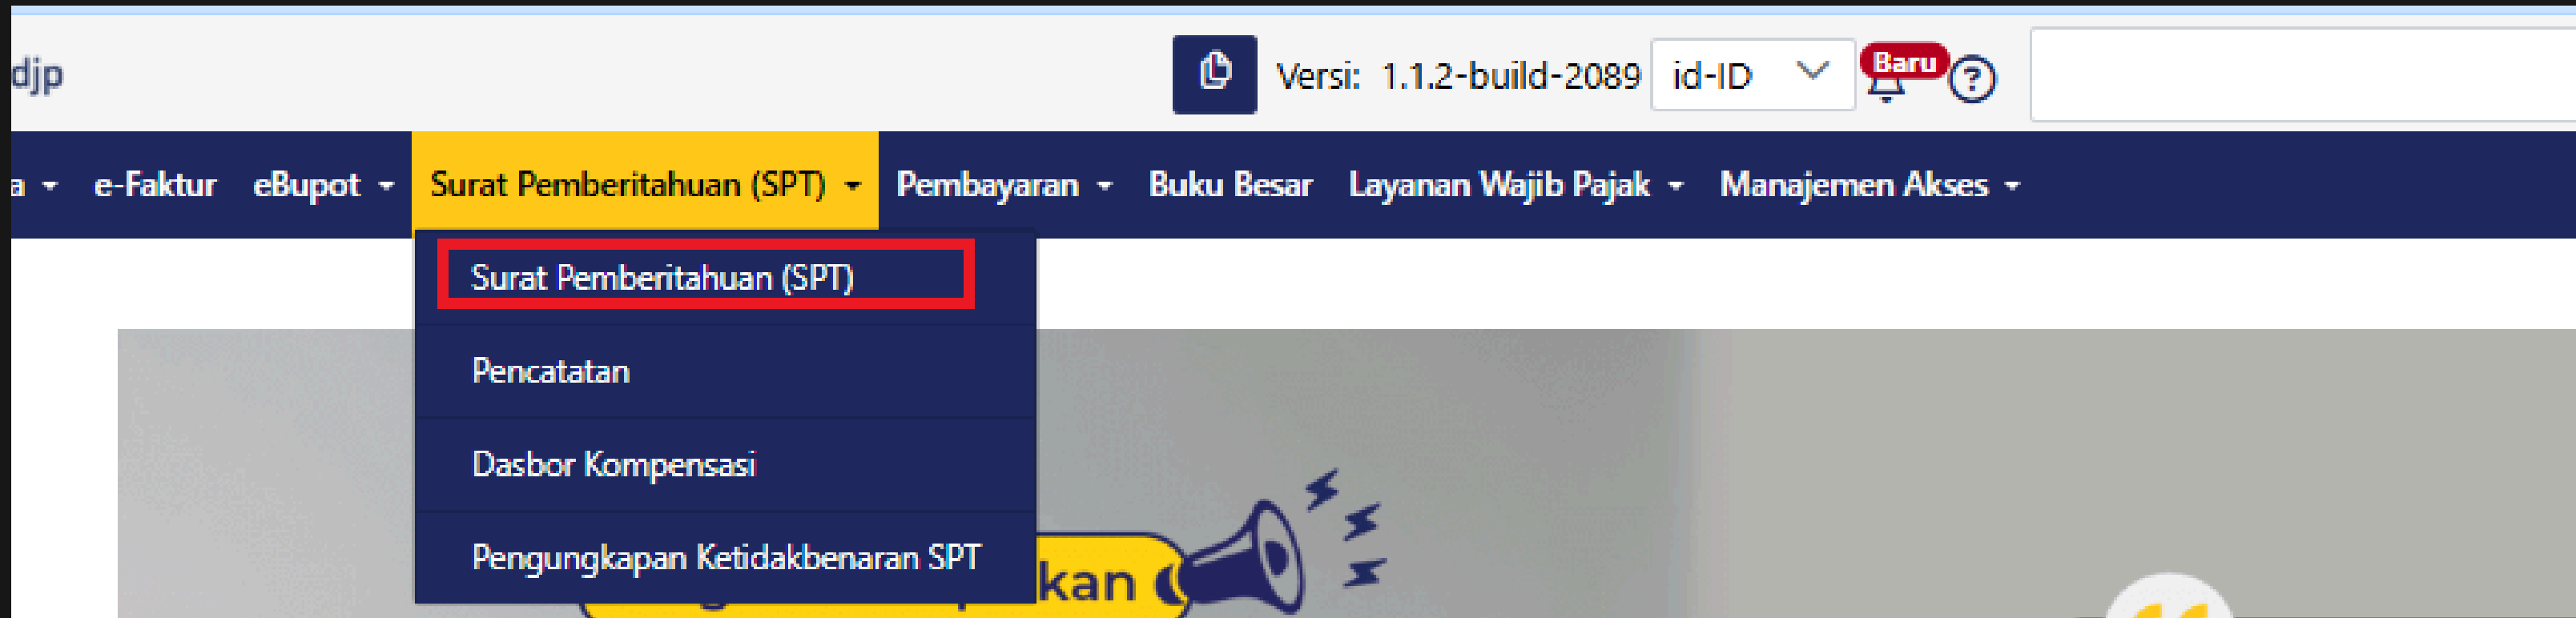 djp
Versi: 1.1.2-build-2089 id-ID Baru
a e-Faktur eBupot Surat Pemberitahuan (SPT) Pembayaran Buku Besar Layanan Wajib Pajak Manajemen Akses
Surat Pemberitahuan (SPT)
Pencatatan
Dasbor Kompensasi
Pengungkapan Ketidakbenaran SPT
kan